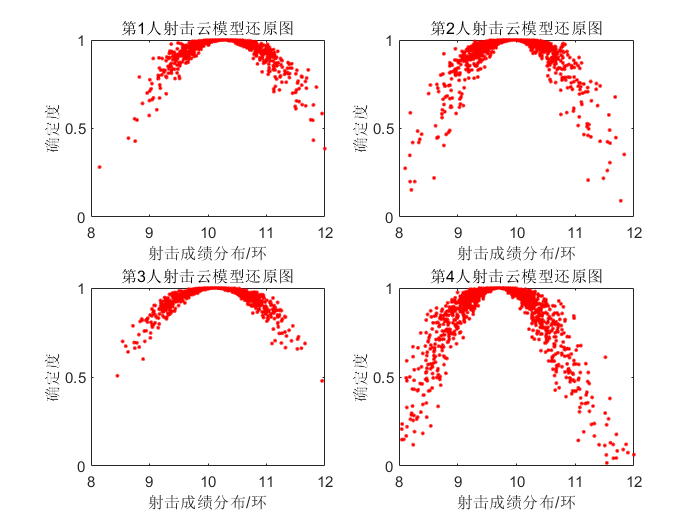 第1人射击云模型还原图
1
0.5
0
确定度
8 9 10 11 12
射击成绩分布/环
第2人射击云模型还原图
1
0.5
0
确定度
8 9 10 11 12
射击成绩分布/环
第3人射击云模型还原图
1
0.5
0
确定度
8 9 10 11 12
射击成绩分布/环
第4人射击云模型还原图
1
0.5
0
确定度
8 9 10 11 12
射击成绩分布/环